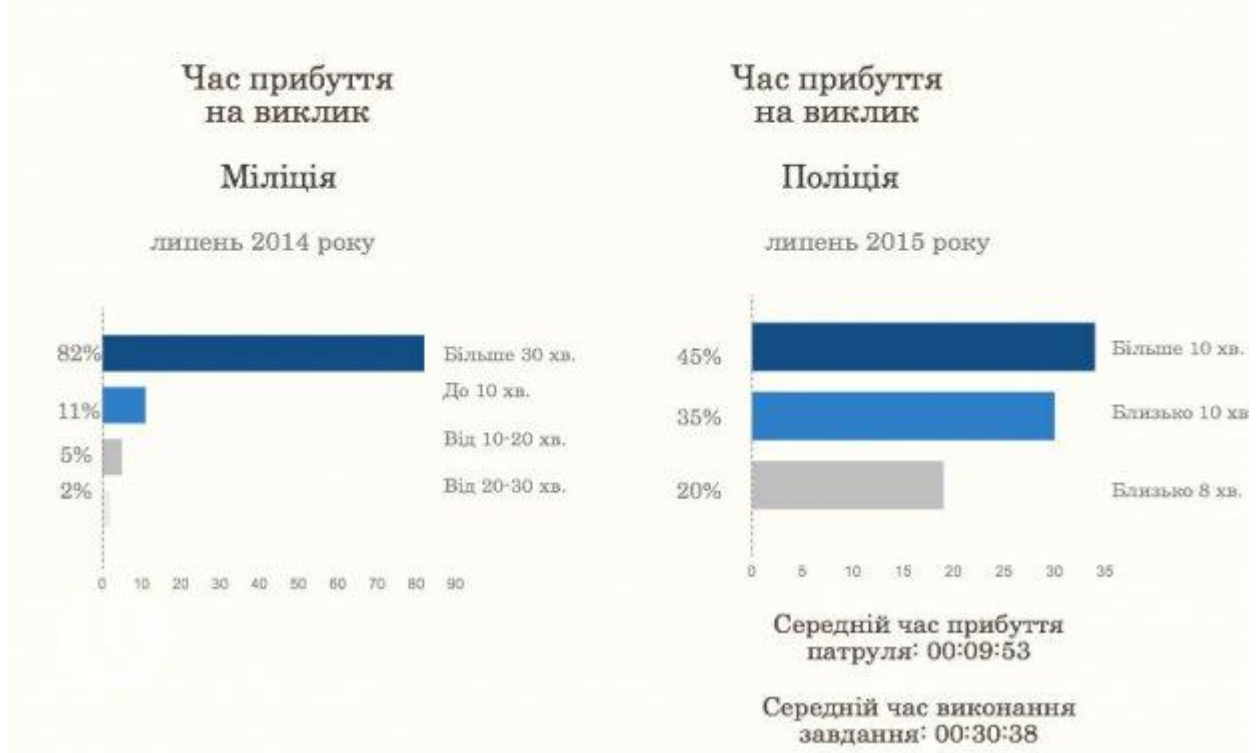 Час прибуття
на виклик
Міліція
липень 2014 року
82%
Більше 30 хв.
11%
До 10 хв.
5%
Від 10-20 хв.
2%
Від 20-30 хв.
0 10 20 30 40 50 60 70 80 90
Час прибуття
на виклик
Поліція
липень 2015 року
45%
Більше 10 хв.
35%
Близько 10 хв
20%
Близько 8 хв.
0 5 10 15 20 25 30 35
Середній час прибуття
патруля: 00:09:53
Середній час виконання
завдання: 00:30:38